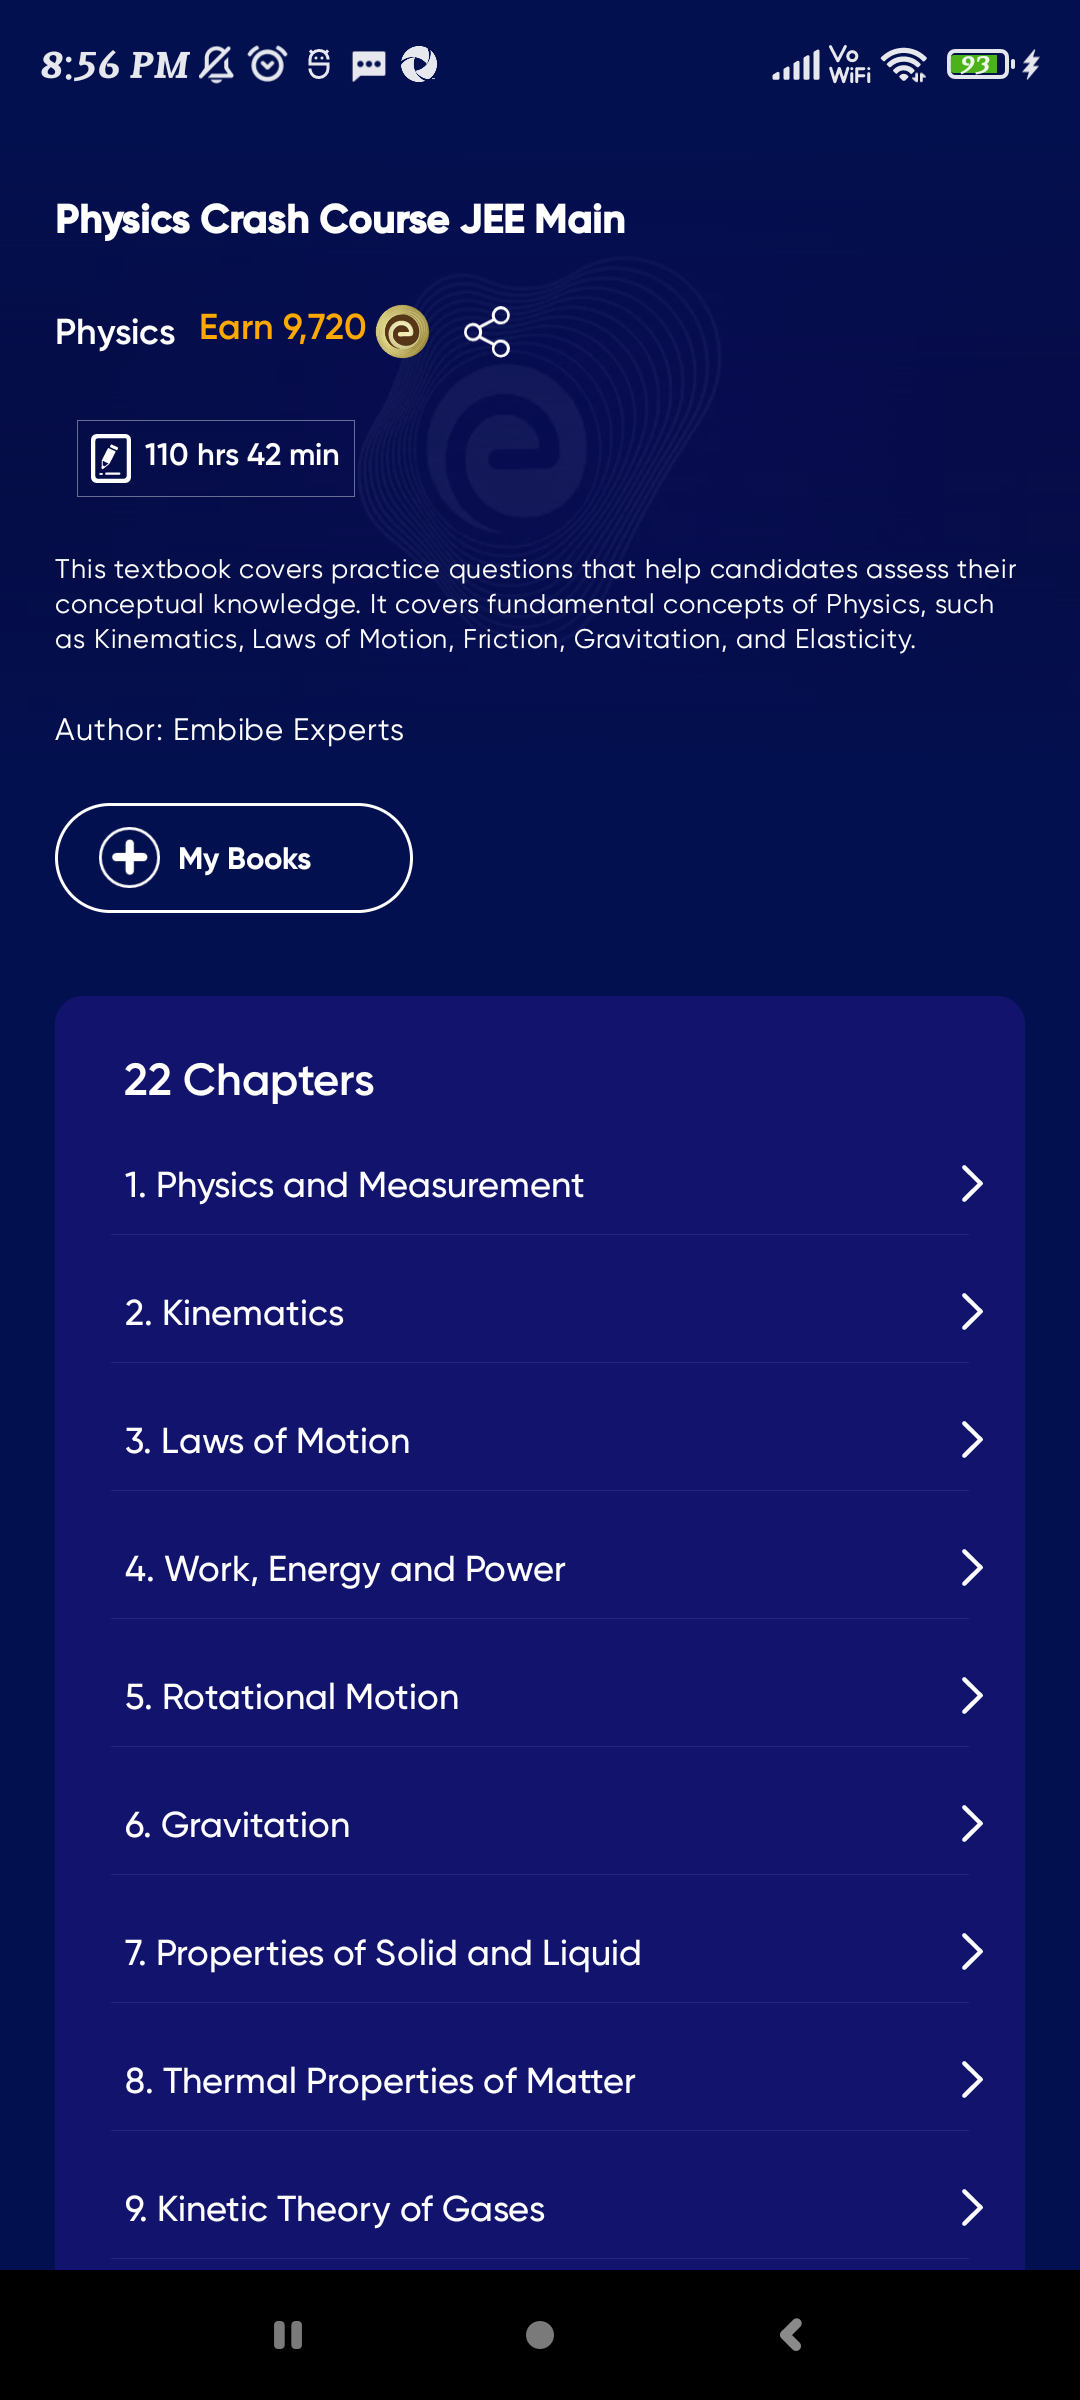 8:56 PM
Vo
WiFi
93
Physics Crash Course JEE Main
Physics Earn 9,720
110 hrs 42 min
This textbook covers practice questions that help candidates assess their
conceptual knowledge. It covers fundamental concepts of Physics, such
as Kinematics, Laws of Motion, Friction, Gravitation, and Elasticity.
Author: Embibe Experts
My Books
22 Chapters
1. Physics and Measurement
2. Kinematics
3. Laws of Motion
4. Work, Energy and Power
5. Rotational Motion
6. Gravitation
7. Properties of Solid and Liquid
8. Thermal Properties of Matter
9. Kinetic Theory of Gases